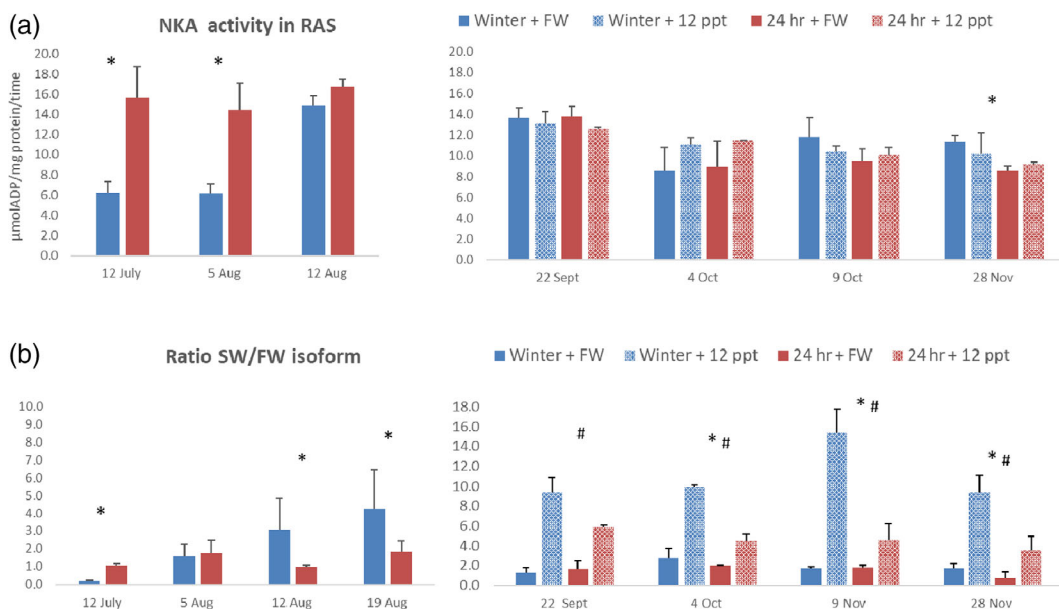 (a)
NKA activity in RAS
µmolADP/mg protein/time
20.0
18.0
16.0
14.0
12.0
10.0
8.0
6.0
4.0
2.0
0.0
*
*
12 July
5 Aug
12 Aug
Winter + FW
Winter + 12 ppt
24 hr + FW
24 hr + 12 ppt
20.0
18.0
16.0
14.0
12.0
10.0
8.0
6.0
4.0
2.0
0.0
*
22 Sept
4 Oct
9 Oct
28 Nov
(b)
Ratio SW/FW isoform
10.0
9.0
8.0
7.0
6.0
5.0
4.0
3.0
2.0
1.0
0.0
*
*
*
12 July
5 Aug
12 Aug
19 Aug
Winter + FW
Winter + 12 ppt
24 hr + FW
24 hr + 12 ppt
18.0
16.0
14.0
12.0
10.0
8.0
6.0
4.0
2.0
0.0
#
* #
* #
* #
22 Sept
4 Oct
9 Nov
28 Nov